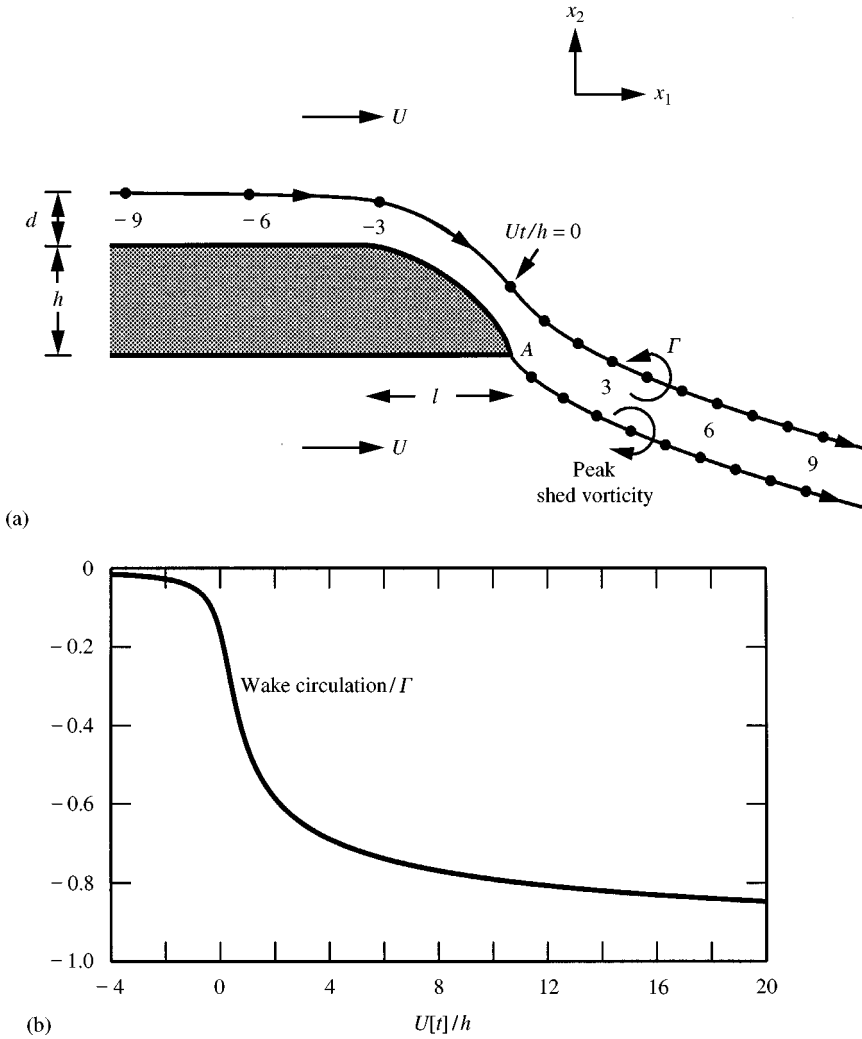 x₂
x₁
U
d
−9
−6
−3
Ut/h = 0
h
A
Γ
l
3
6
9
U
Peak
shed vorticity
(a)
0
−0.2
Wake circulation/Γ
−0.4
−0.6
−0.8
−1.0
−4
0
4
8
12
16
20
(b)
U[t]/h